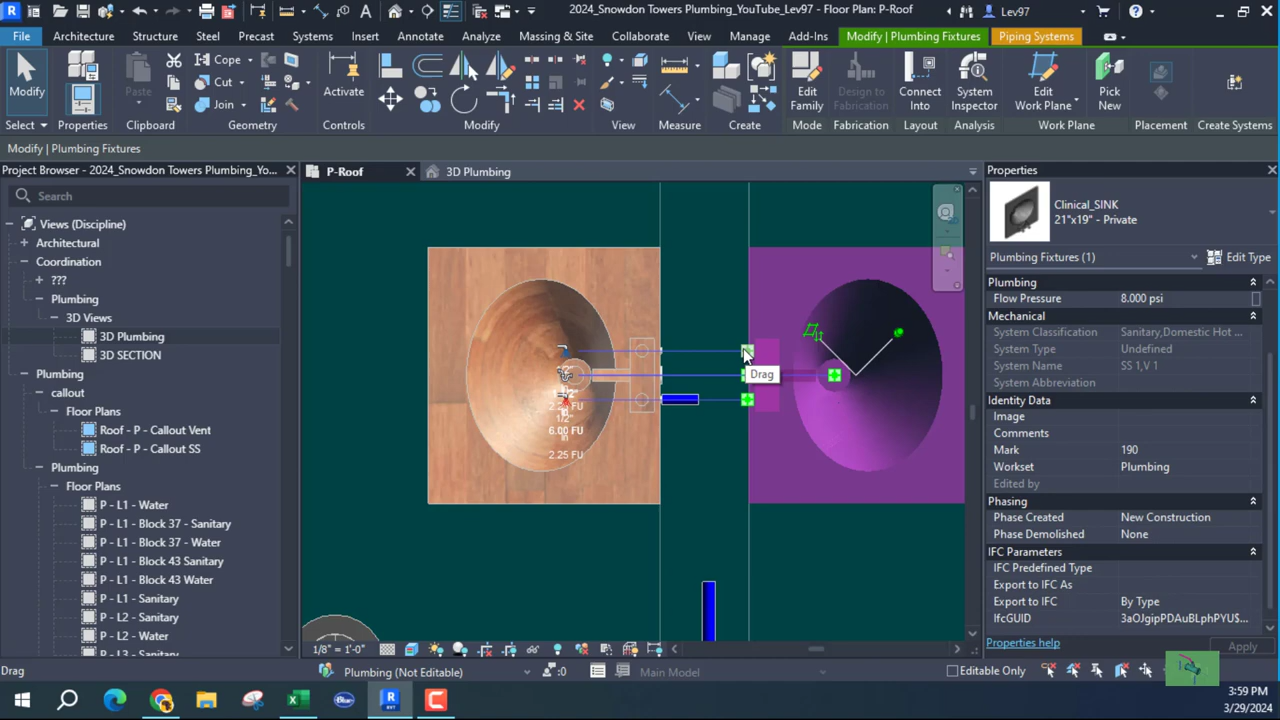 2024_Snowdon Towers Plumbing_YouTube_Lev97 - Floor Plan: P-Roof
Lev97
File Architecture Structure Steel Precast Systems Insert Annotate Analyze Massing & Site Collaborate View Manage Add-Ins Modify | Plumbing Fixtures Piping Systems
Modify
Paste
Cope
Cut
Join
Activate
Edit Family
Design to Fabrication
Connect Into
System Inspector
Edit Work Plane
Pick New
Select Properties Clipboard Geometry Controls Modify View Measure Create Mode Fabrication Layout Analysis Work Plane Placement Create Systems
Modify | Plumbing Fixtures
Project Browser - 2024_Snowdon Towers Plumbing_Yo...
Search
Views (Discipline)
Architectural
Coordination
???
Plumbing
3D Views
3D Plumbing
3D SECTION
Plumbing
callout
Floor Plans
Roof - P - Callout Vent
Roof - P - Callout SS
Plumbing
Floor Plans
P - L1 - Water
P - L1 - Block 37 - Sanitary
P - L1 - Block 37 - Water
P - L1 - Block 43 Sanitary
P - L1 - Block 43 Water
P - L1 - Sanitary
P - L2 - Sanitary
P - L2 - Water
P - L3 - Sanitary
P-Roof
3D Plumbing
1/2"
6.00 FU
2.25 FU
Drag
1/8" = 1'-0"
Properties
Clinical_SINK
21"x19" - Private
Plumbing Fixtures (1)
Edit Type
Plumbing
Flow Pressure 8.000 psi
Mechanical
System Classification Sanitary,Domestic Hot ...
System Type Undefined
System Name SS 1,V 1
Identity Data
Image
Comments
Mark 190
Workset Plumbing
Edited by
Phasing
Phase Created New Construction
Phase Demolished None
IFC Parameters
IFC Predefined Type
Export to IFC As
Export to IFC By Type
IfcGUID 3aOJgipPDAuBLphPYU$...
Properties help
Apply
Drag
Plumbing (Not Editable)
:0
Main Model
Editable Only
3:59 PM
3/29/2024